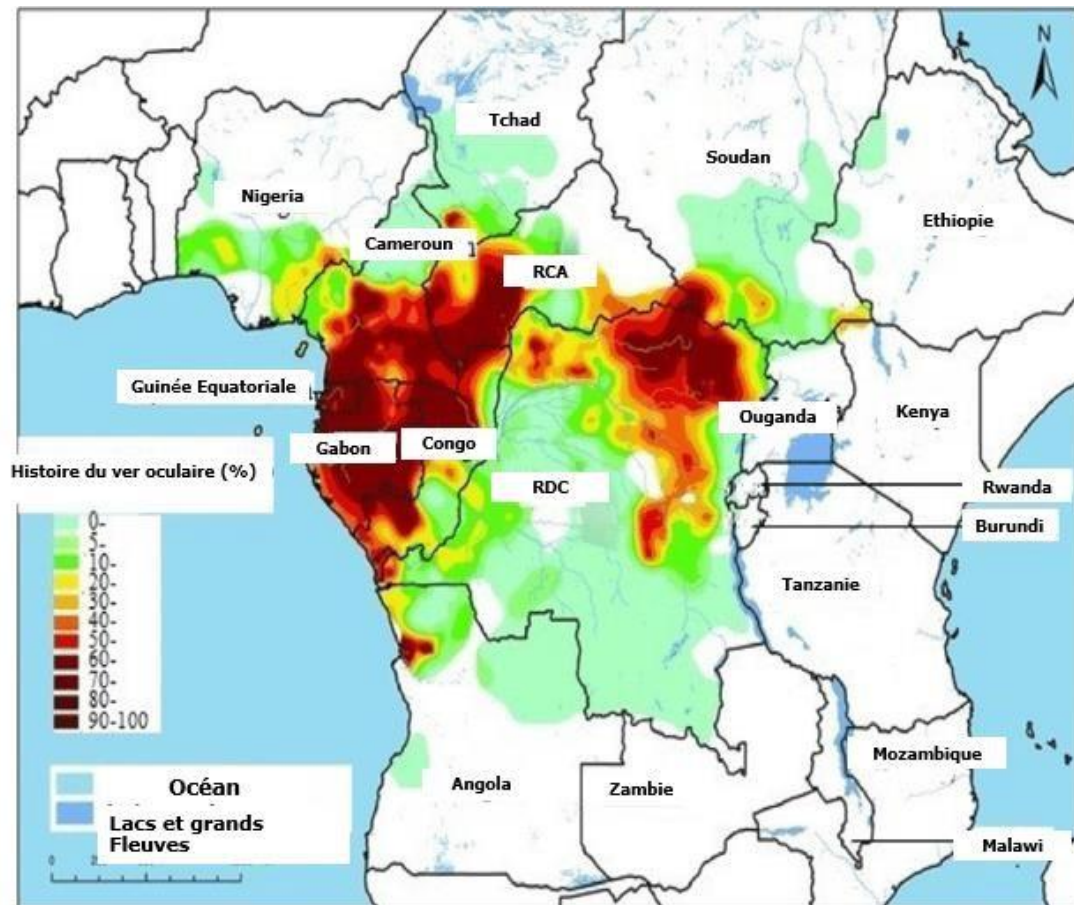 N
Tchad
Soudan
Nigeria
Ethiopie
Cameroun
RCA
Guinée Equatoriale
Ouganda
Kenya
Gabon
Congo
Histoire du ver oculaire (%)
RDC
Rwanda
Burundi
0-
5-
10-
20-
30-
40-
50-
60-
70-
80-
90-100
Tanzanie
Mozambique
Angola
Zambie
Océan
Lacs et grands
Fleuves
Malawi
0